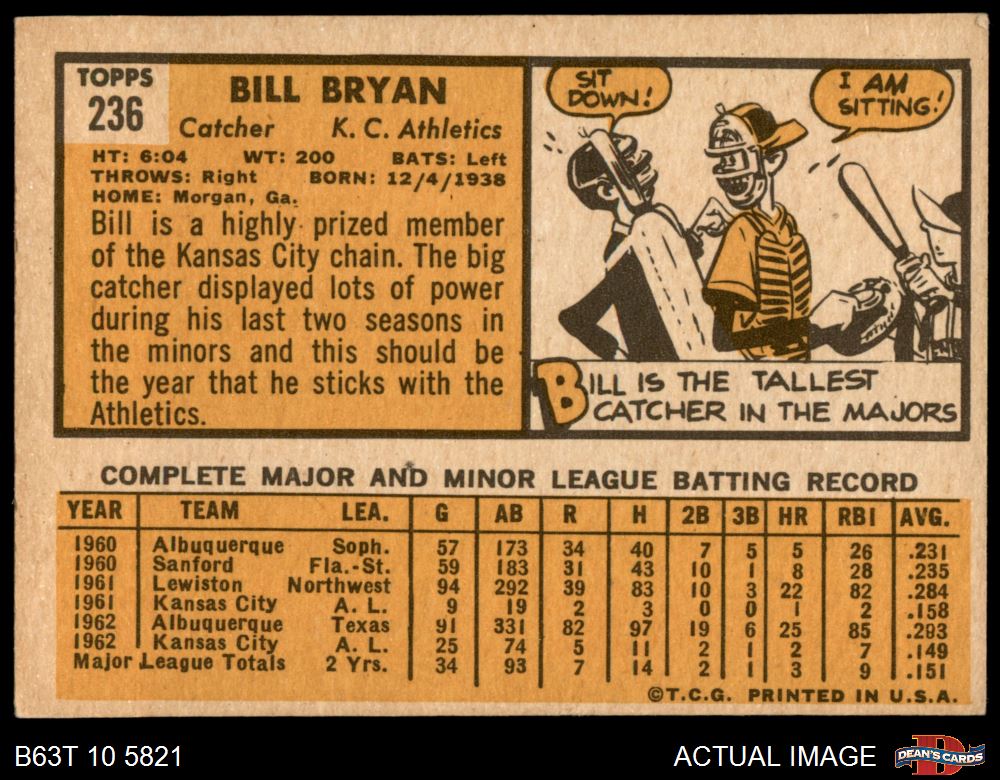 TOPPS
236
BILL BRYAN
Catcher K. C. Athletics
HT: 6:04 WT: 200 BATS: Left
THROWS: Right BORN: 12/4/1938
HOME: Morgan, Ga.
Bill is a highly prized member
of the Kansas City chain. The big
catcher displayed lots of power
during his last two seasons in
the minors and this should be
the year that he sticks with the
Athletics.
SIT
DOWN!
I AM
SITTING!
BILL IS THE TALLEST
CATCHER IN THE MAJORS
COMPLETE MAJOR AND MINOR LEAGUE BATTING RECORD
YEAR TEAM LEA. G AB R H 2B 3B HR RBI AVG.
1960 Albuquerque Soph. 57 173 34 40 7 5 5 26 .231
1960 Sanford Fla.-St. 59 183 31 43 10 1 8 28 .235
1961 Lewiston Northwest 94 292 39 83 10 3 22 82 .284
1961 Kansas City A. L. 9 19 2 3 0 0 1 2 .158
1962 Albuquerque Texas 91 331 82 97 19 6 25 85 .293
1962 Kansas City A. L. 25 74 5 11 2 1 2 7 .149
Major League Totals 2 Yrs. 34 93 7 14 2 1 3 9 .151
©T.C.G. PRINTED IN U.S.A.
B63T 10 5821
ACTUAL IMAGE
DEAN'S CARDS